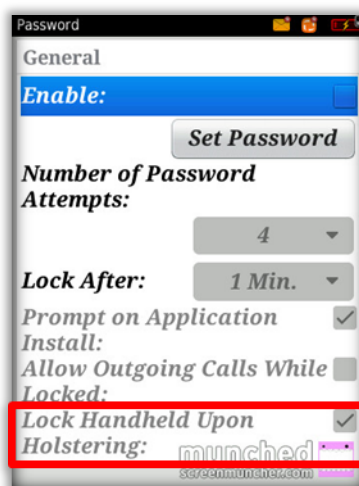 Password
General
Enable:
Set Password
Number of Password
Attempts:
4
Lock After:
1 Min.
Prompt on Application
Install:
Allow Outgoing Calls While
Locked:
Lock Handheld Upon
Holstering:
munched
screenmuncher.com